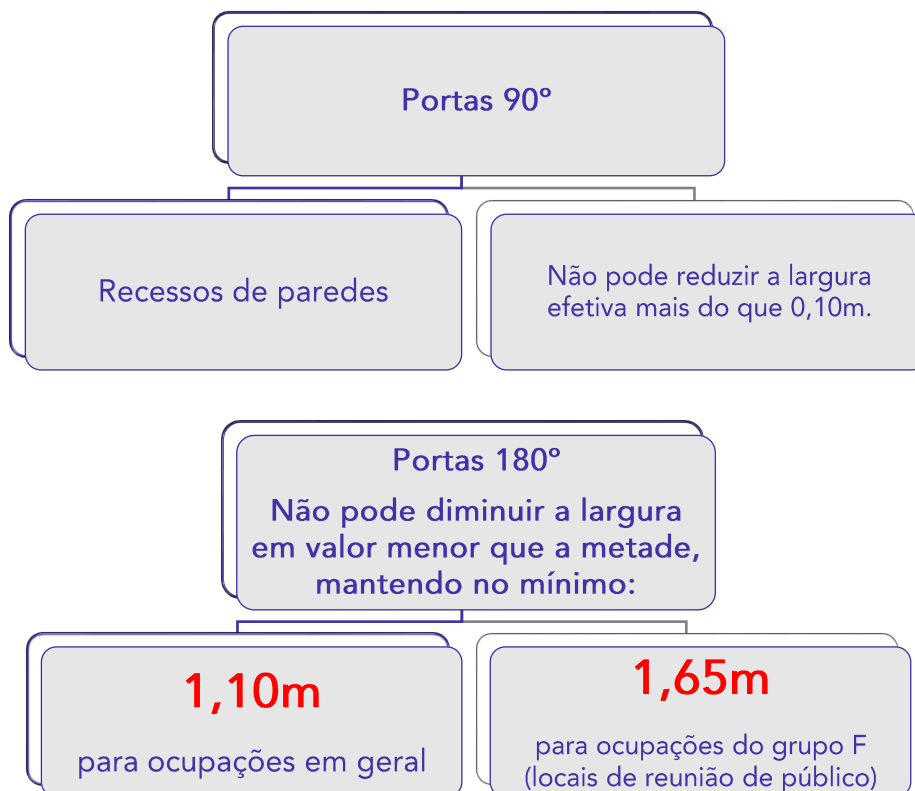 Portas 90º
Recessos de paredes
Não pode reduzir a largura
efetiva mais do que 0,10m.
Portas 180º
Não pode diminuir a largura
em valor menor que a metade,
mantendo no mínimo:
1,10m
para ocupações em geral
1,65m
para ocupações do grupo F
(locais de reunião de público)